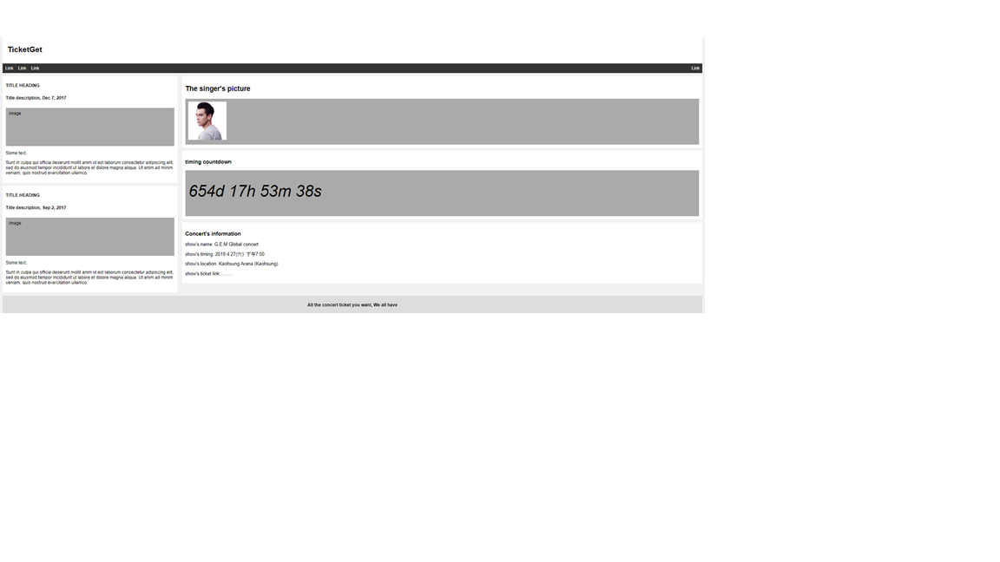 TicketGet
Link Link Link Link
TITLE HEADING
Title description, Dec 7, 2017
Image
Some text..
Sunt in culpa qui officia deserunt mollit anim id est laborum consectetur adipiscing elit,
sed do eiusmod tempor incididunt ut labore et dolore magna aliqua. Ut enim ad minim
veniam, quis nostrud exercitation ullamco.
TITLE HEADING
Title description, Sep 2, 2017
Image
Some text..
Sunt in culpa qui officia deserunt mollit anim id est laborum consectetur adipiscing elit,
sed do eiusmod tempor incididunt ut labore et dolore magna aliqua. Ut enim ad minim
veniam, quis nostrud exercitation ullamco.
The singer's picture
timing countdown
654d 17h 53m 38s
Concert's information
show's name: G.E.M Global concert
show's timing: 2019.4.27(六) 下午7:00
show's location: Kaohsung Arena (Kaohsung)
show's ticket link:.........
All the concert ticket you want, We all have